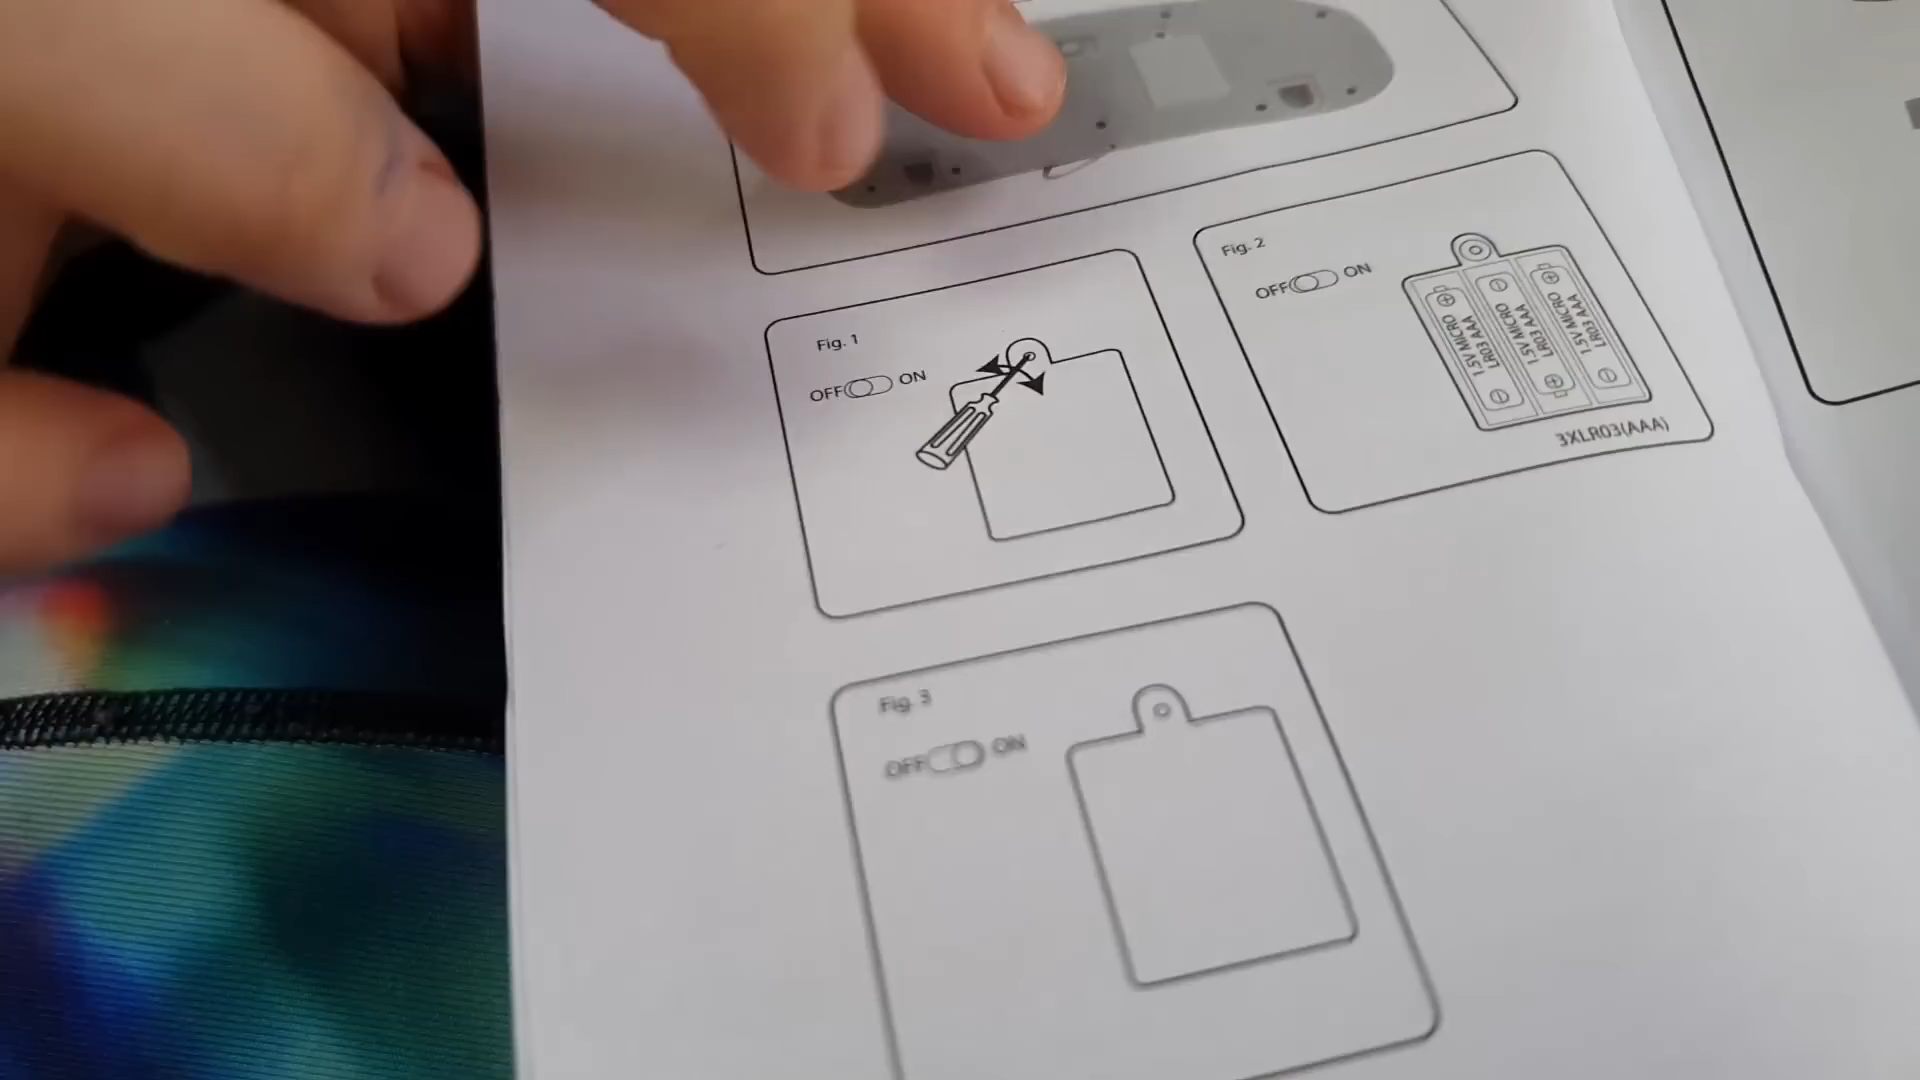 Fig. 1
OFF ON
Fig. 2
OFF ON
1.5V MICRO
LR03 AAA
1.5V MICRO
LR03 AAA
1.5V MICRO
LR03 AAA
3XLR03(AAA)
Fig. 3
OFF ON